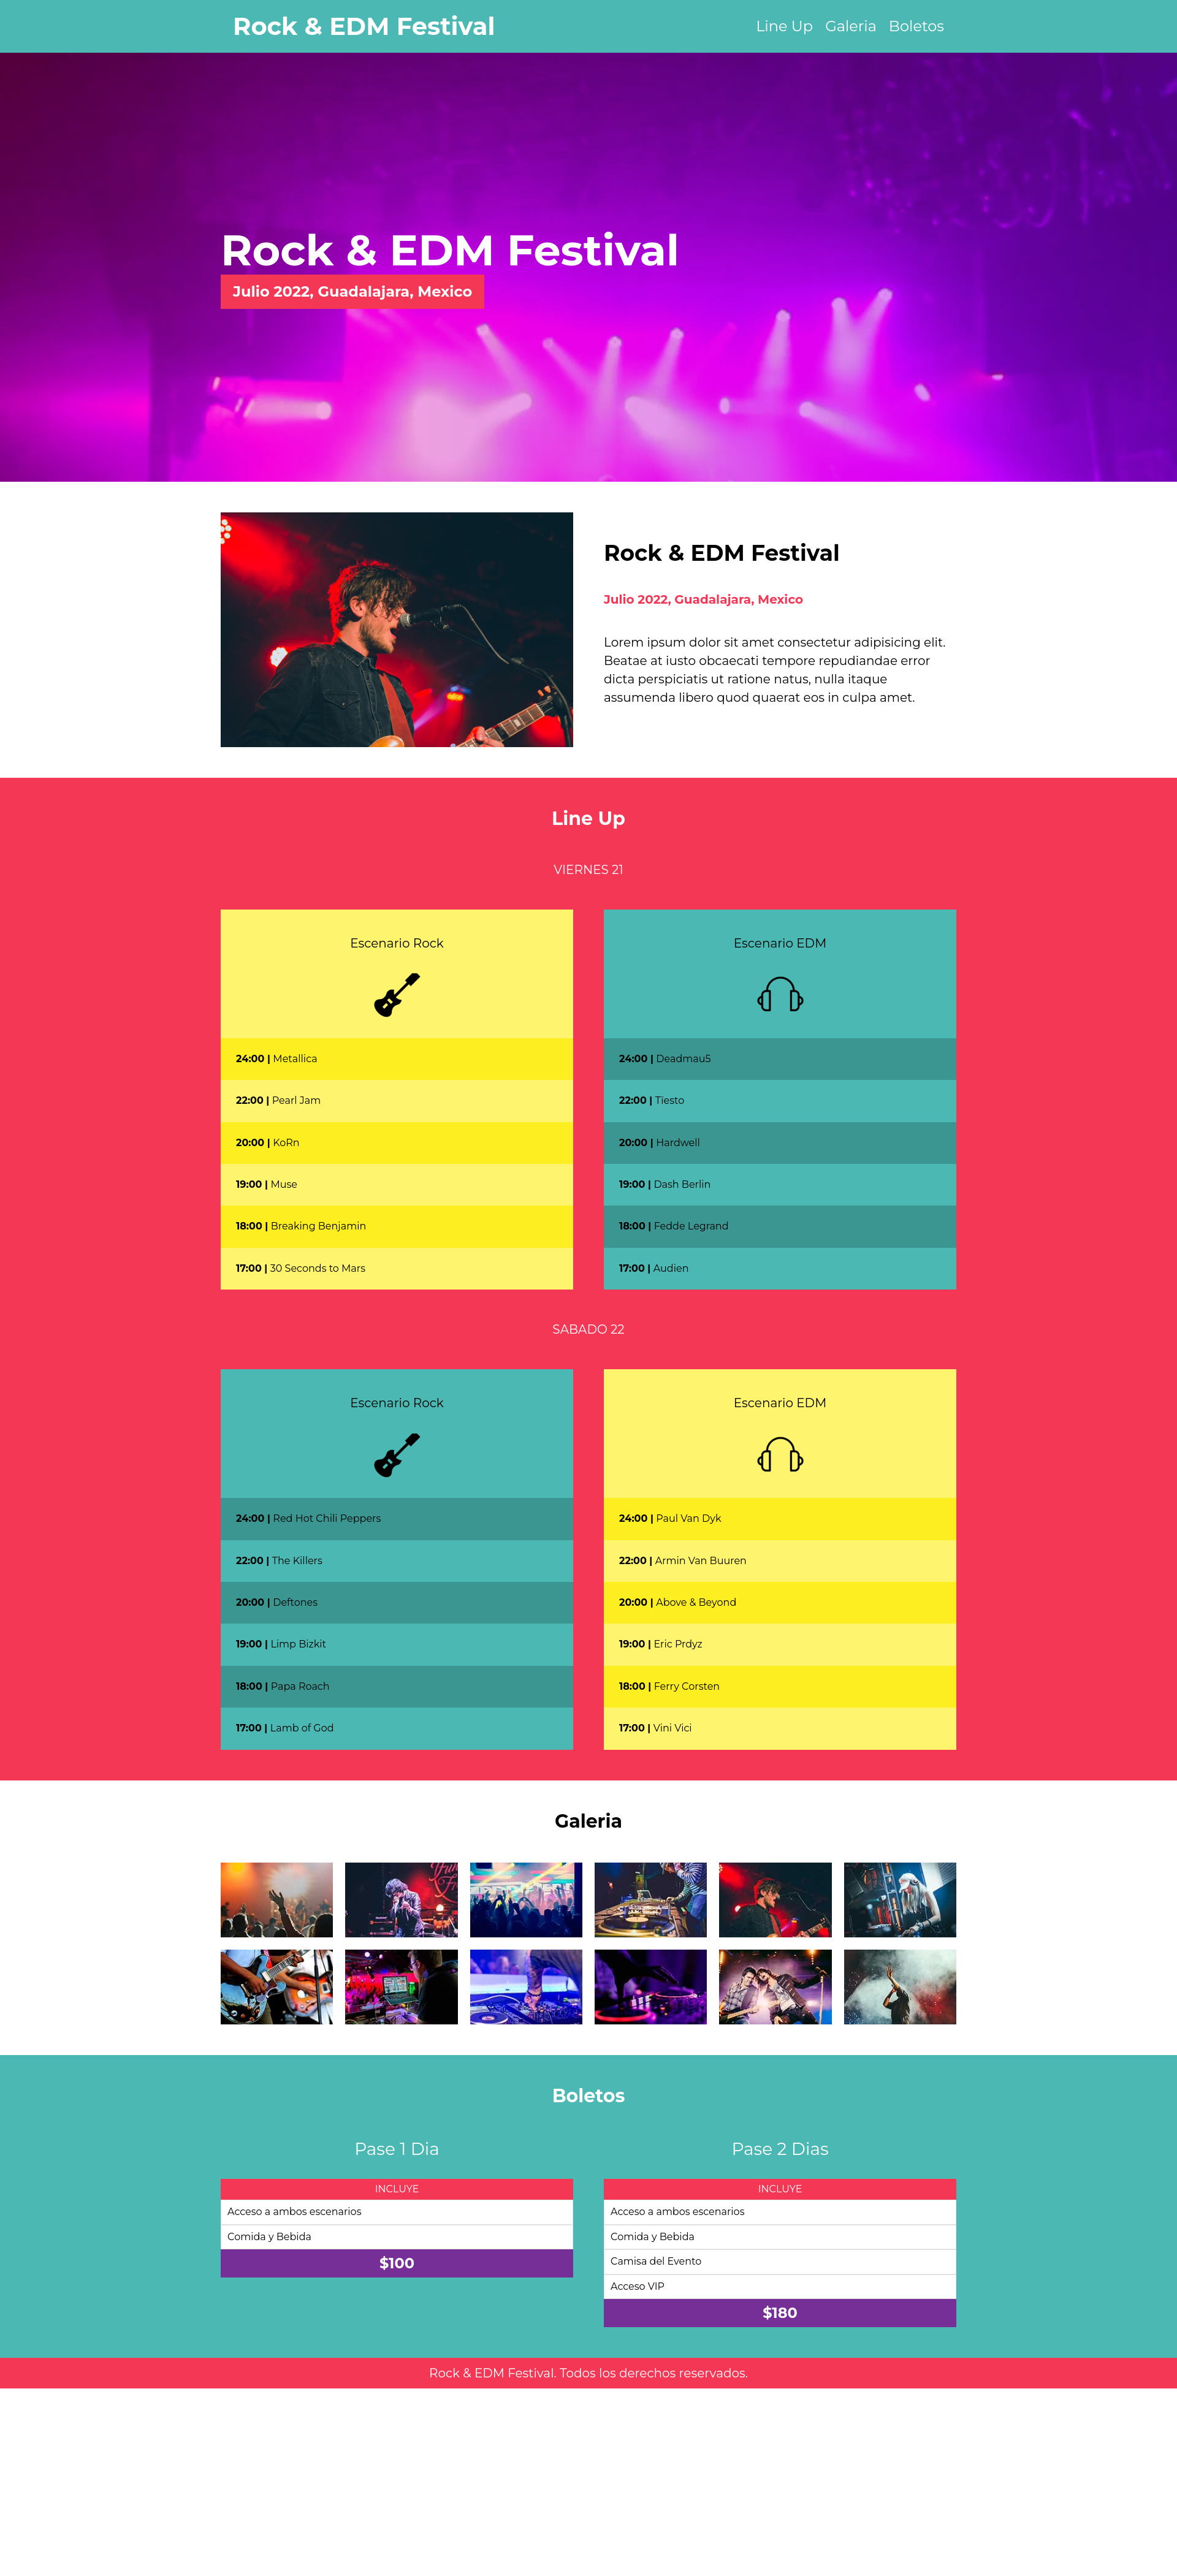 Rock & EDM Festival
Line Up Galeria Boletos
Rock & EDM Festival
Julio 2022, Guadalajara, Mexico
Rock & EDM Festival
Julio 2022, Guadalajara, Mexico
Lorem ipsum dolor sit amet consectetur adipisicing elit.
Beatae at iusto obcaecati tempore repudiandae error
dicta perspiciatis ut ratione natus, nulla itaque
assumenda libero quod quaerat eos in culpa amet.
Line Up
VIERNES 21
Escenario Rock
24:00 | Metallica
22:00 | Pearl Jam
20:00 | KoRn
19:00 | Muse
18:00 | Breaking Benjamin
17:00 | 30 Seconds to Mars
Escenario EDM
24:00 | Deadmau5
22:00 | Tïesto
20:00 | Hardwell
19:00 | Dash Berlin
18:00 | Fedde Legrand
17:00 | Audien
SABADO 22
Escenario Rock
24:00 | Red Hot Chili Peppers
22:00 | The Killers
20:00 | Deftones
19:00 | Limp Bizkit
18:00 | Papa Roach
17:00 | Lamb of God
Escenario EDM
24:00 | Paul Van Dyk
22:00 | Armin Van Buuren
20:00 | Above & Beyond
19:00 | Eric Prdyz
18:00 | Ferry Corsten
17:00 | Vini Vici
Galeria
Boletos
Pase 1 Dia
INCLUYE
Acceso a ambos escenarios
Comida y Bebida
$100
Pase 2 Dias
INCLUYE
Acceso a ambos escenarios
Comida y Bebida
Camisa del Evento
Acceso VIP
$180
Rock & EDM Festival. Todos los derechos reservados.